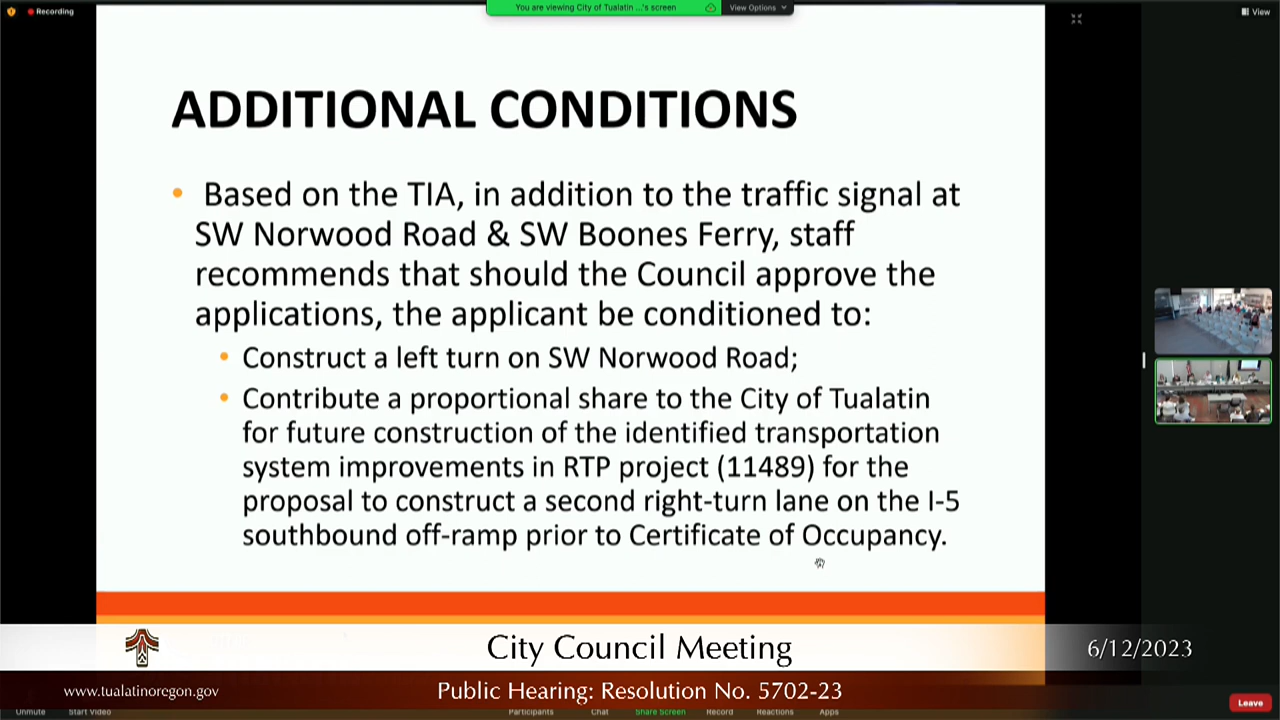 Recording
You are viewing City of Tualatin ...'s screen
View Options
View
ADDITIONAL CONDITIONS
• Based on the TIA, in addition to the traffic signal at
SW Norwood Road & SW Boones Ferry, staff
recommends that should the Council approve the
applications, the applicant be conditioned to:
• Construct a left turn on SW Norwood Road;
• Contribute a proportional share to the City of Tualatin
for future construction of the identified transportation
system improvements in RTP project (11489) for the
proposal to construct a second right-turn lane on the I-5
southbound off-ramp prior to Certificate of Occupancy.
City Council Meeting
6/12/2023
www.tualatinoregon.gov
Public Hearing: Resolution No. 5702-23
Unmute
Start Video
Participants
Chat
Share Screen
Record
Reactions
Apps
Leave